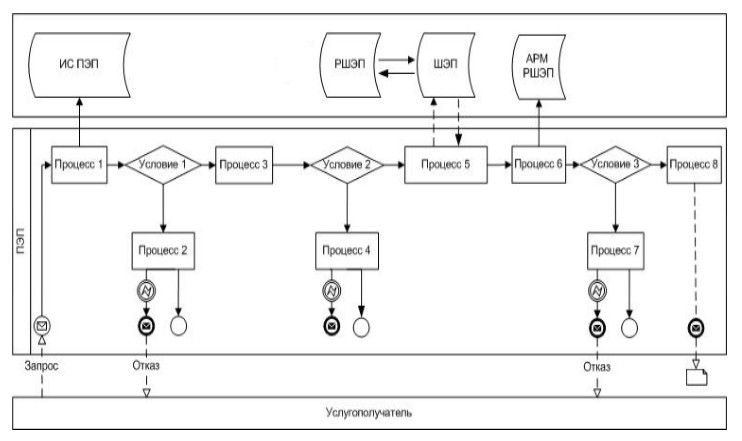 ИС ПЭП
РШЭП
ШЭП
АРМ
РШЭП
ПЭП
Процесс 1
Условие 1
Процесс 3
Условие 2
Процесс 5
Процесс 6
Условие 3
Процесс 8
Процесс 2
Процесс 4
Процесс 7
Запрос
Отказ
Отказ
Услугополучатель